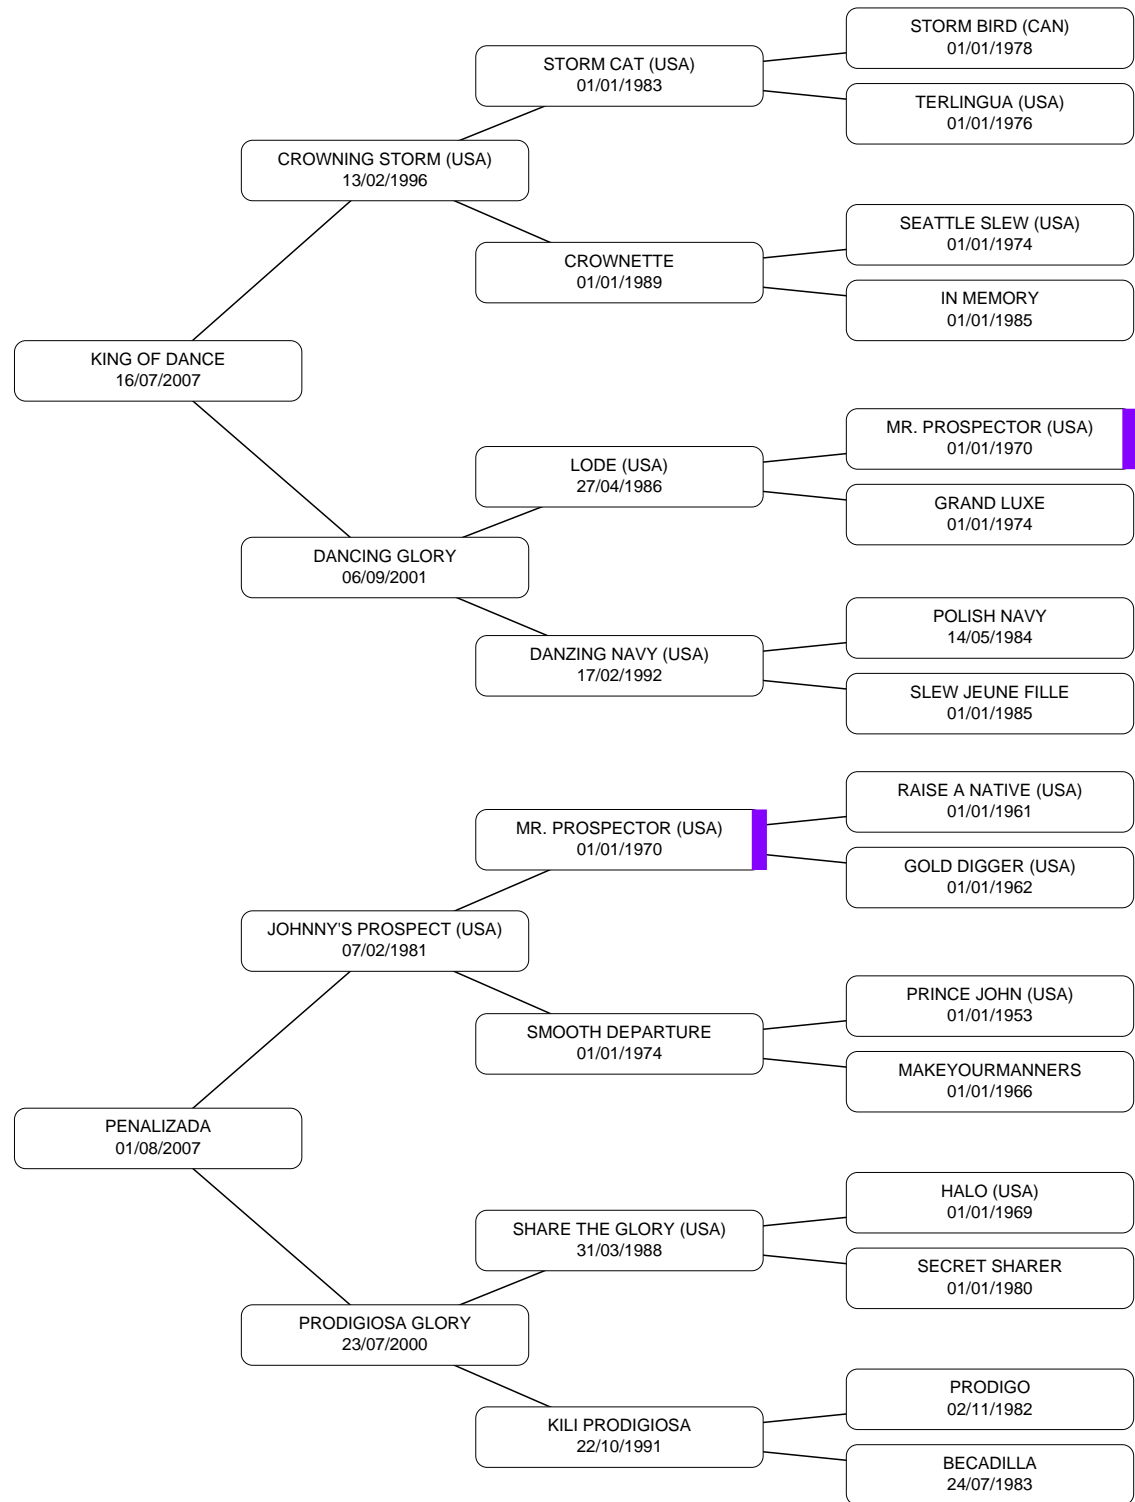 STORM BIRD (CAN)
01/01/1978
STORM CAT (USA)
01/01/1983
TERLINGUA (USA)
01/01/1976
CROWNING STORM (USA)
13/02/1996
SEATTLE SLEW (USA)
01/01/1974
CROWNETTE
01/01/1989
IN MEMORY
01/01/1985
KING OF DANCE
16/07/2007
MR. PROSPECTOR (USA)
01/01/1970
LODE (USA)
27/04/1986
GRAND LUXE
01/01/1974
DANCING GLORY
06/09/2001
POLISH NAVY
14/05/1984
DANZING NAVY (USA)
17/02/1992
SLEW JEUNE FILLE
01/01/1985
RAISE A NATIVE (USA)
01/01/1961
MR. PROSPECTOR (USA)
01/01/1970
GOLD DIGGER (USA)
01/01/1962
JOHNNY'S PROSPECT (USA)
07/02/1981
PRINCE JOHN (USA)
01/01/1953
SMOOTH DEPARTURE
01/01/1974
MAKEYOURMANNERS
01/01/1966
PENALIZADA
01/08/2007
HALO (USA)
01/01/1969
SHARE THE GLORY (USA)
31/03/1988
SECRET SHARER
01/01/1980
PRODIGIOSA GLORY
23/07/2000
PRODIGO
02/11/1982
KILI PRODIGIOSA
22/10/1991
BECADILLA
24/07/1983